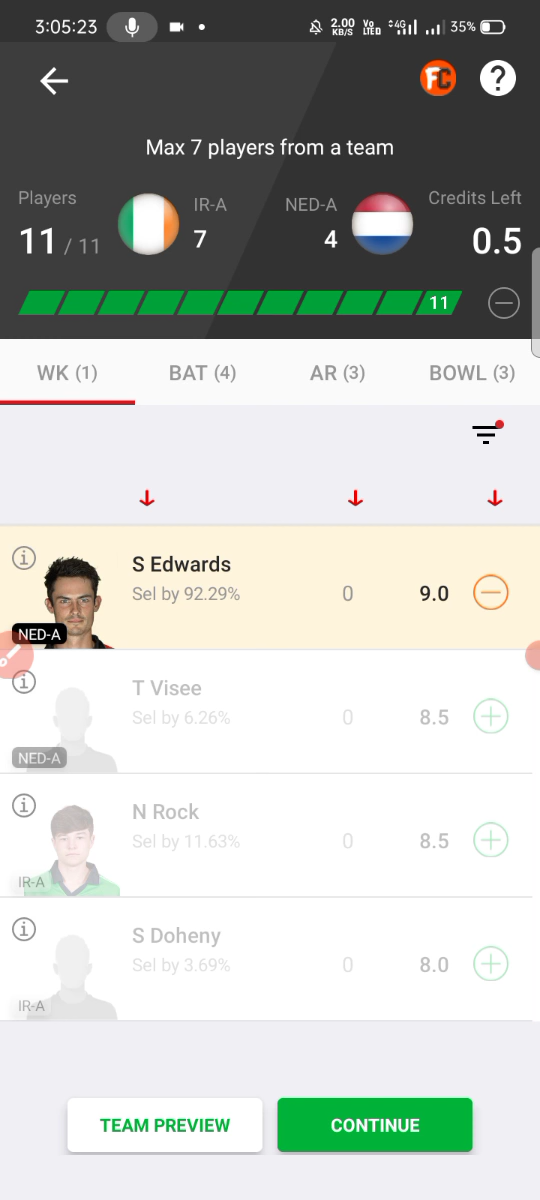 3:05:23
2.00 KB/S
Vo LTED
4G
35%
FC
?
Max 7 players from a team
Players
11 / 11
IR-A
7
NED-A
4
Credits Left
0.5
11
WK (1)
BAT (4)
AR (3)
BOWL (3)
S Edwards
Sel by 92.29%
0
9.0
NED-A
T Visee
Sel by 6.26%
0
8.5
NED-A
N Rock
Sel by 11.63%
0
8.5
IR-A
S Doheny
Sel by 3.69%
0
8.0
IR-A
TEAM PREVIEW
CONTINUE